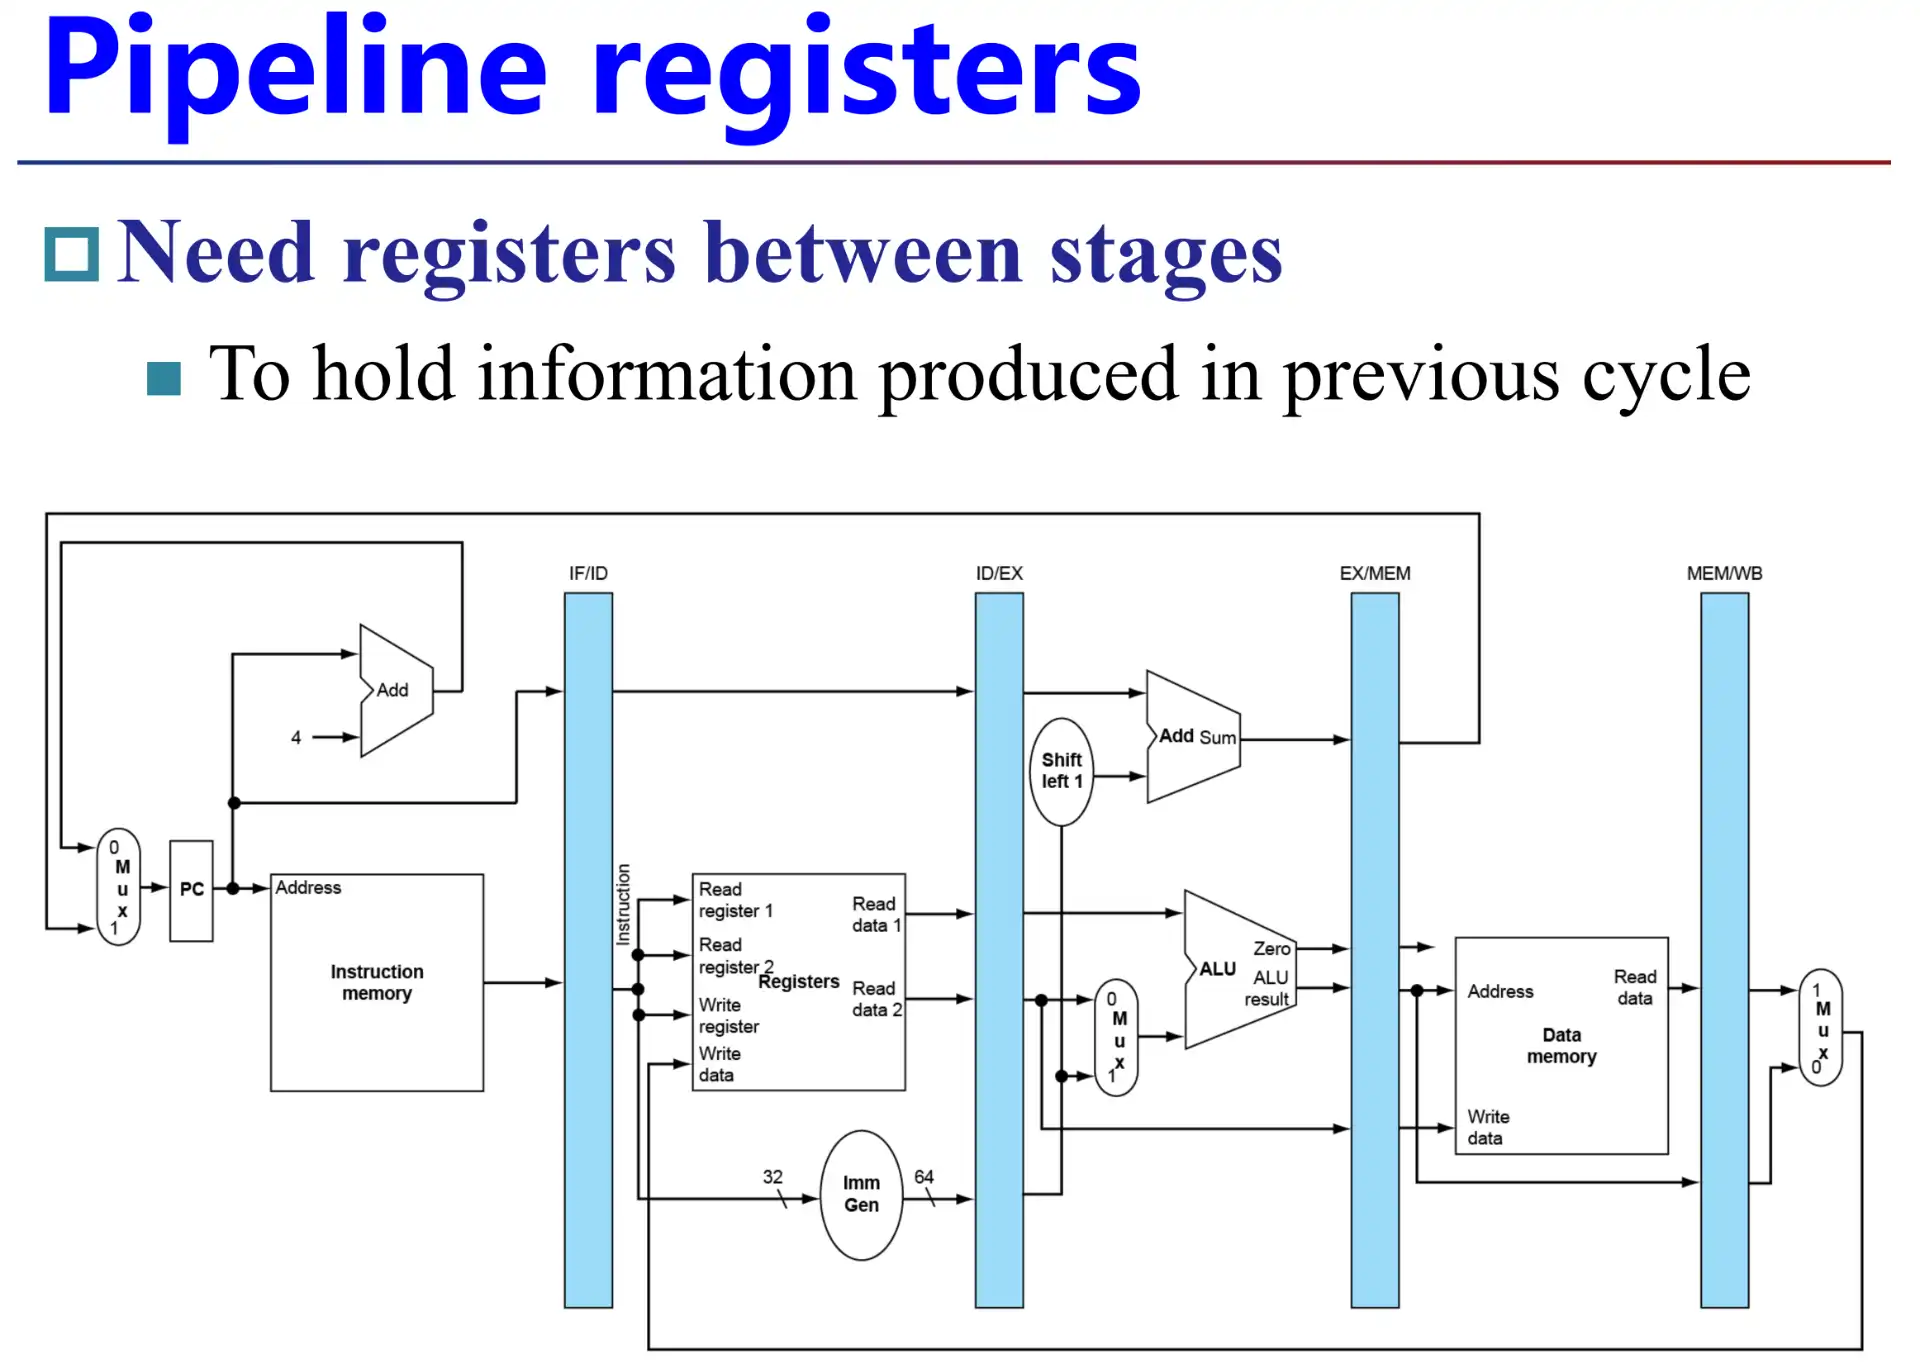 Pipeline registers
Need registers between stages
To hold information produced in previous cycle
IF/ID
ID/EX
EX/MEM
MEM/WB
Add
4
Add Sum
Shift
left 1
0
M
u
x
1
PC
Address
Instruction
memory
Instruction
Read
register 1
Read
register 2
Registers
Write
register
Write
data
Read
data 1
Read
data 2
32
Imm
Gen
64
0
M
u
x
1
ALU
Zero
ALU
result
Address
Read
data
Data
memory
Write
data
1
M
u
x
0